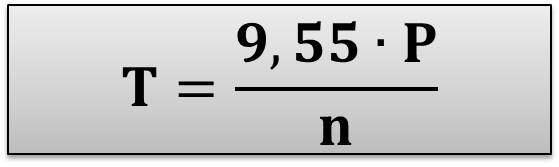 T = 9,55 · P / n